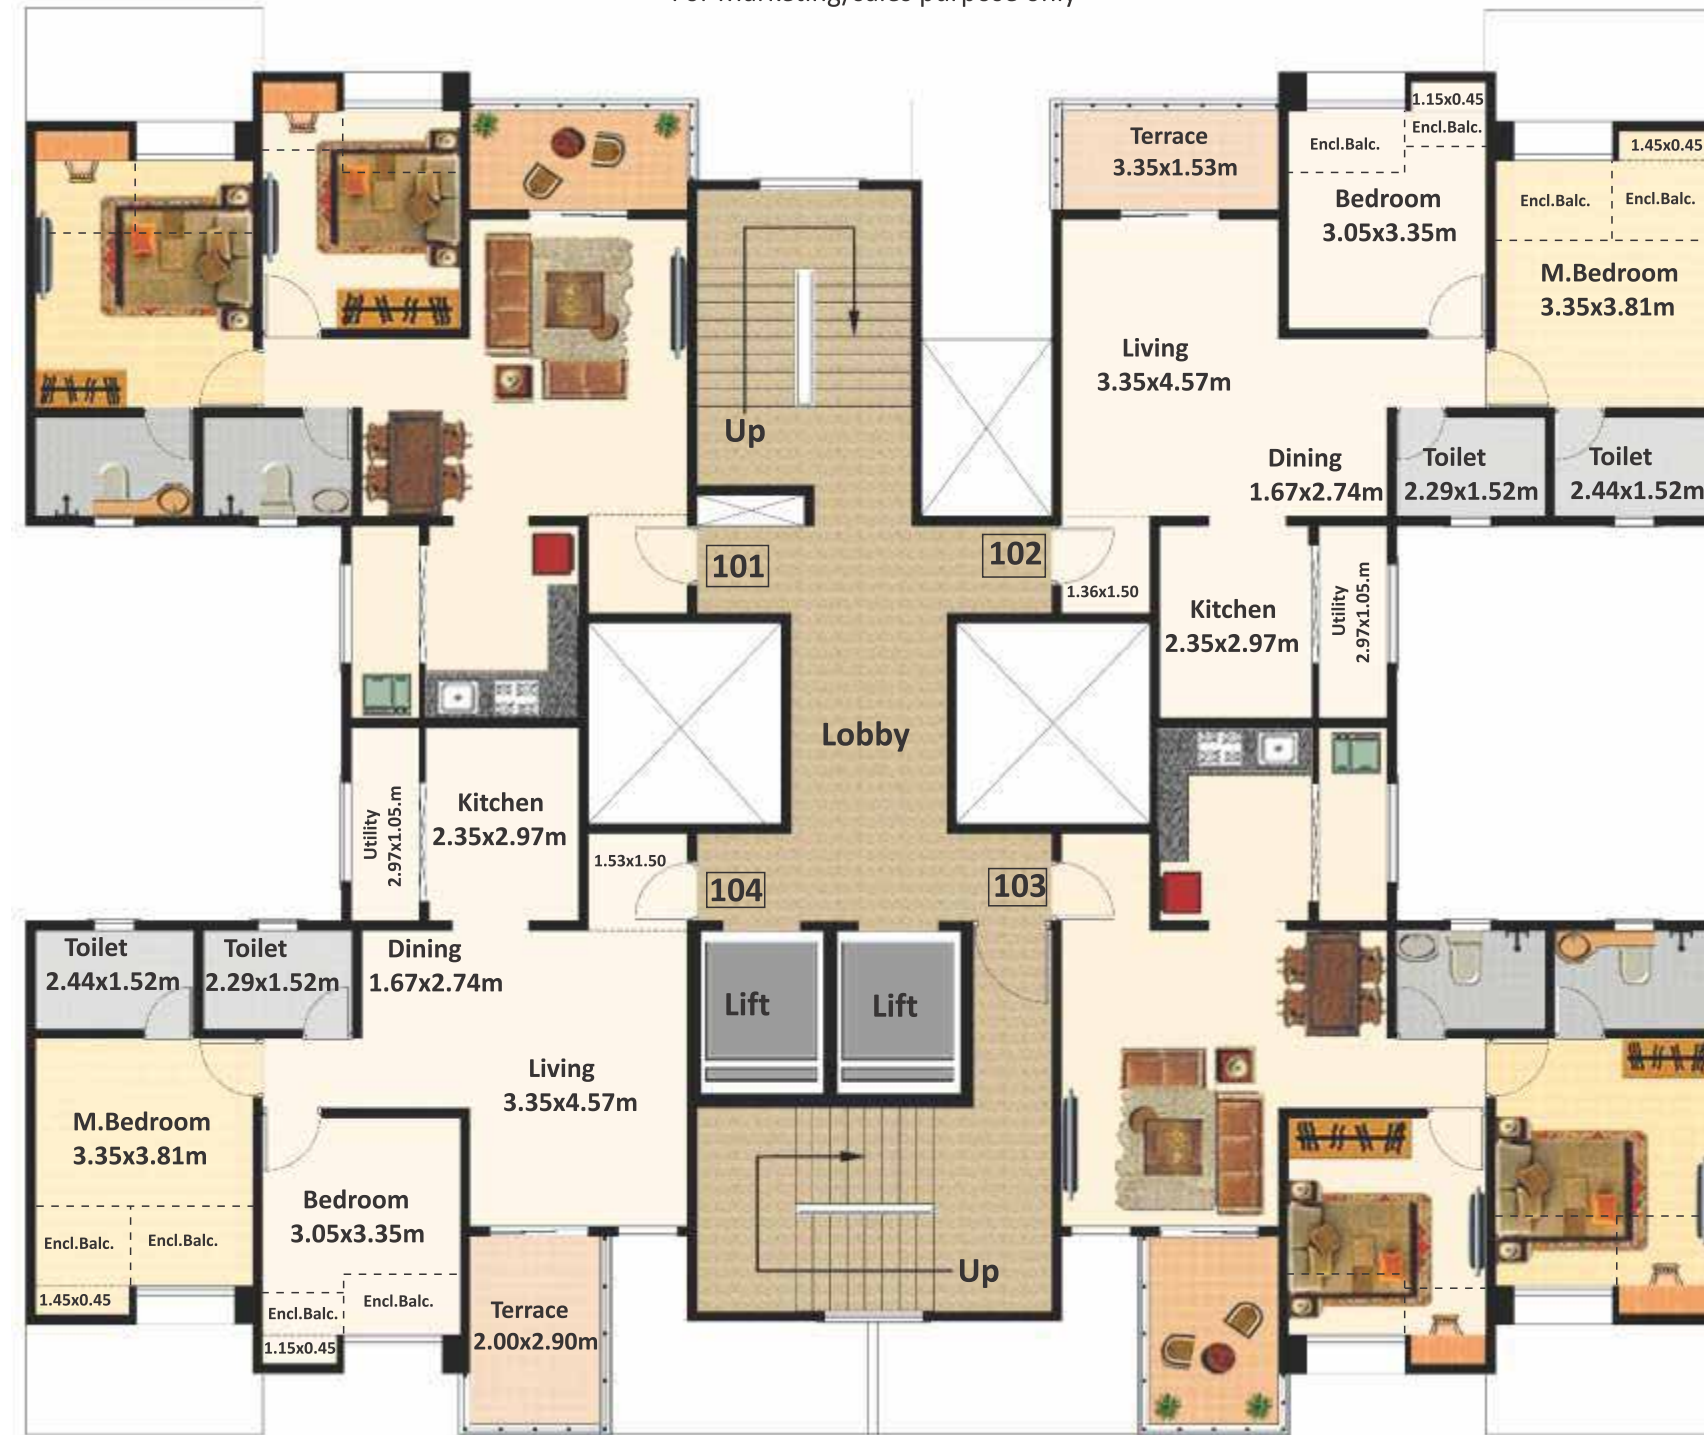 1.15x0.45
Encl.Balc.
Encl.Balc.
Terrace
3.35x1.53m
1.45x0.45
Bedroom
3.05x3.35m
Encl.Balc.
Encl.Balc.
M.Bedroom
3.35x3.81m
Living
3.35x4.57m
Up
Dining
1.67x2.74m
Toilet
2.29x1.52m
Toilet
2.44x1.52m
101
102
1.36x1.50
Kitchen
2.35x2.97m
Utility
2.97x1.05.m
Lobby
Utility
2.97x1.05.m
Kitchen
2.35x2.97m
1.53x1.50
104
103
Toilet
2.44x1.52m
Toilet
2.29x1.52m
Dining
1.67x2.74m
Lift
Lift
Living
3.35x4.57m
M.Bedroom
3.35x3.81m
Bedroom
3.05x3.35m
Encl.Balc.
Encl.Balc.
Up
1.45x0.45
Encl.Balc.
Encl.Balc.
1.15x0.45
Terrace
2.00x2.90m